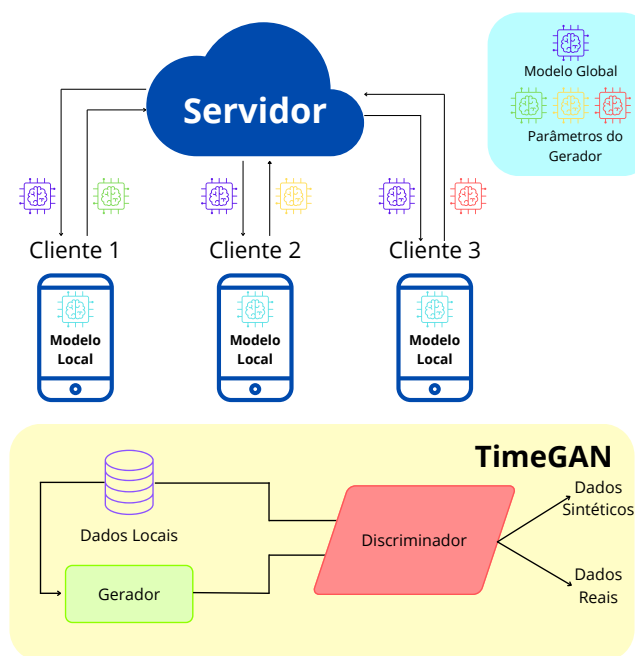 Servidor
Modelo Global
Parâmetros do
Gerador
Cliente 1
Cliente 2
Cliente 3
Modelo
Local
Modelo
Local
Modelo
Local
TimeGAN
Dados Locais
Gerador
Discriminador
Dados
Sintéticos
Dados
Reais